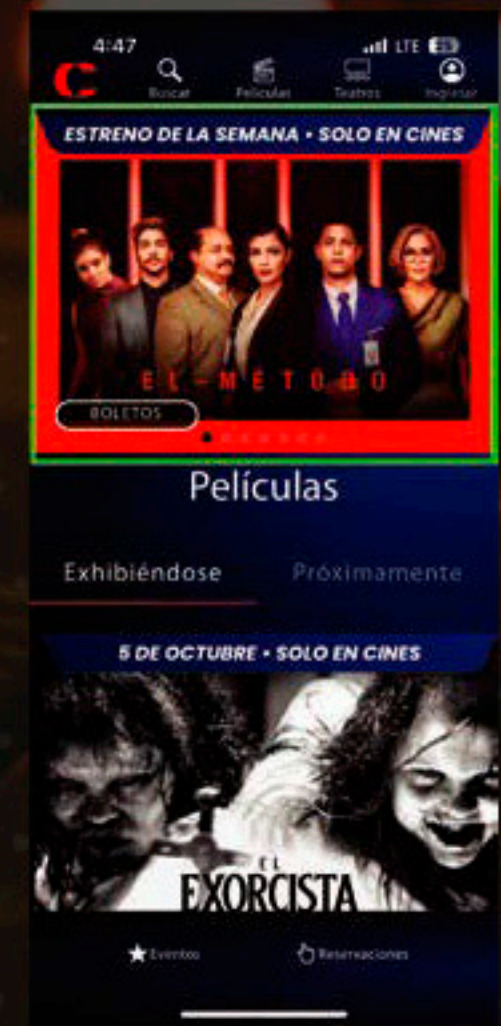 4:47
LTE
C
Buscar
Películas
Teatros
Ingresar
ESTRENO DE LA SEMANA • SOLO EN CINES
EL MÉTODO
BOLETOS
Películas
Exhibiéndose
Próximamente
5 DE OCTUBRE • SOLO EN CINES
EL
EXORCISTA
Eventos
Reservaciones